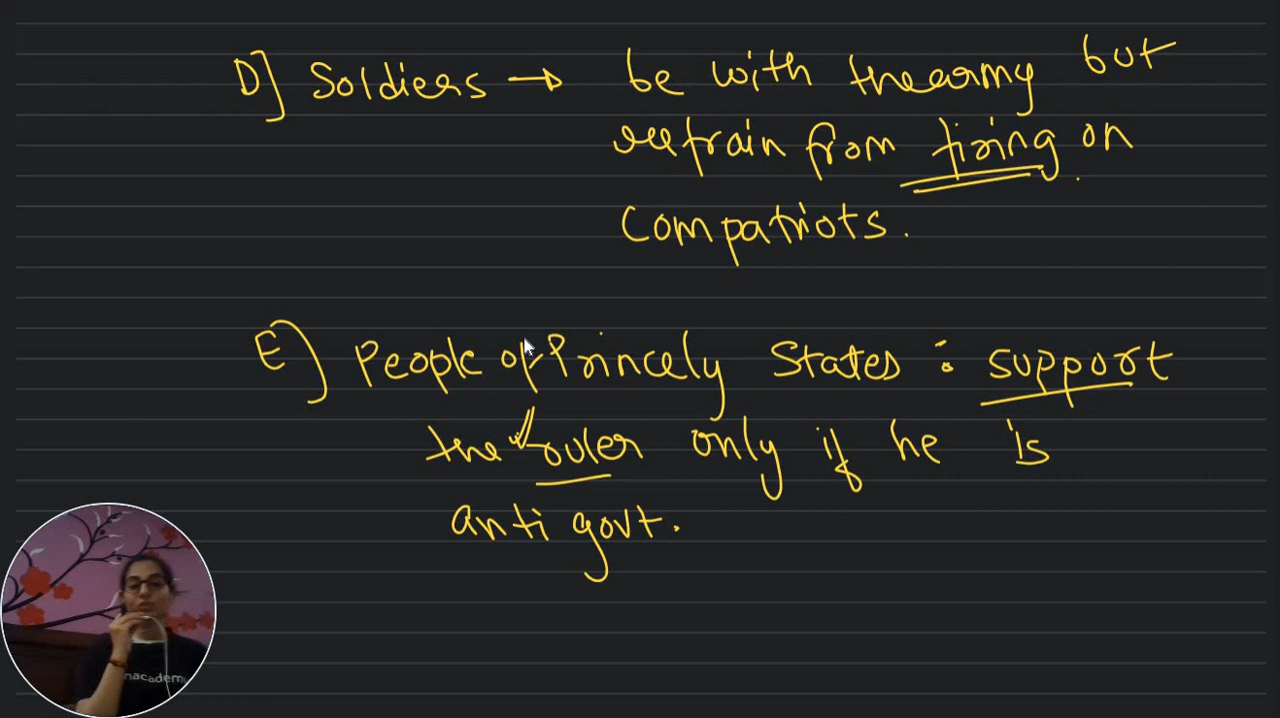 D] Soldiers → be with the army but
refrain from firing on
compatriots.
E) People of Princely States : support
the ruler only if he is
anti govt.
nacadem